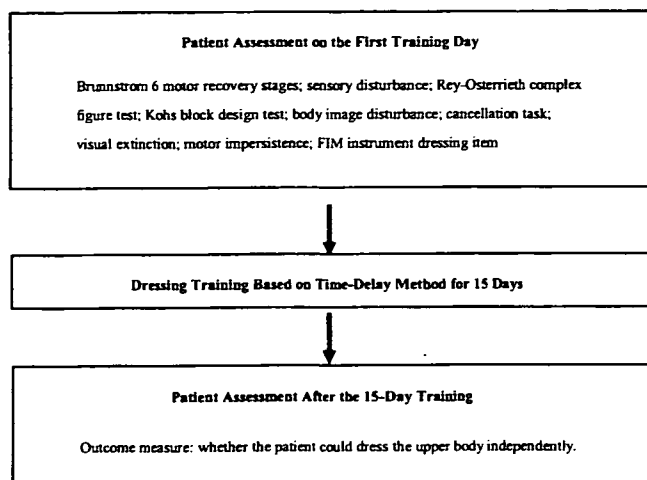 Patient Assessment on the First Training Day
Brunnstrom 6 motor recovery stages; sensory disturbance; Rey-Osterrieth complex
figure test; Kohs block design test; body image disturbance; cancellation task;
visual extinction; motor impersistence; FIM instrument dressing item
Dressing Training Based on Time-Delay Method for 15 Days
Patient Assessment After the 15-Day Training
Outcome measure: whether the patient could dress the upper body independently.